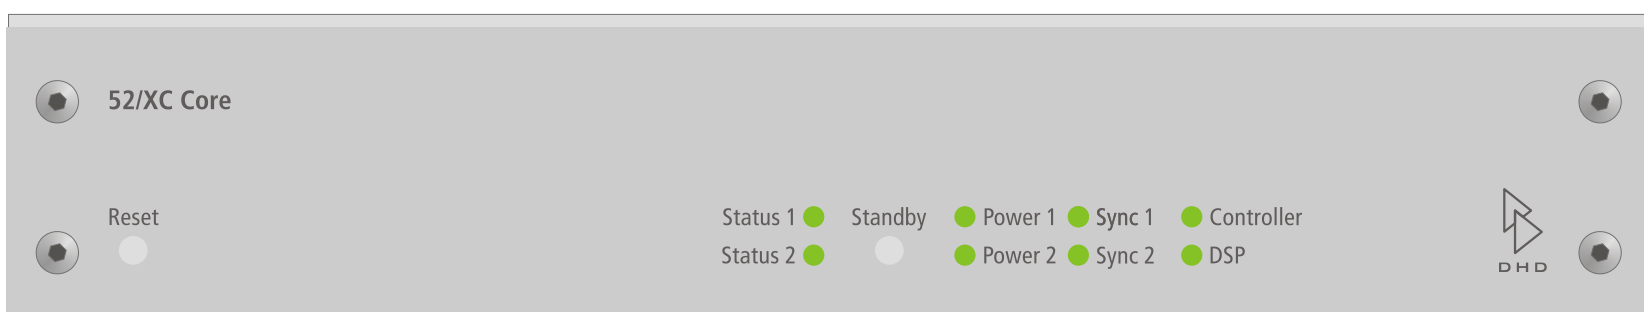 52/XC Core
Reset
Status 1 Standby Power 1 Sync 1 Controller
Status 2 Power 2 Sync 2 DSP
DHD